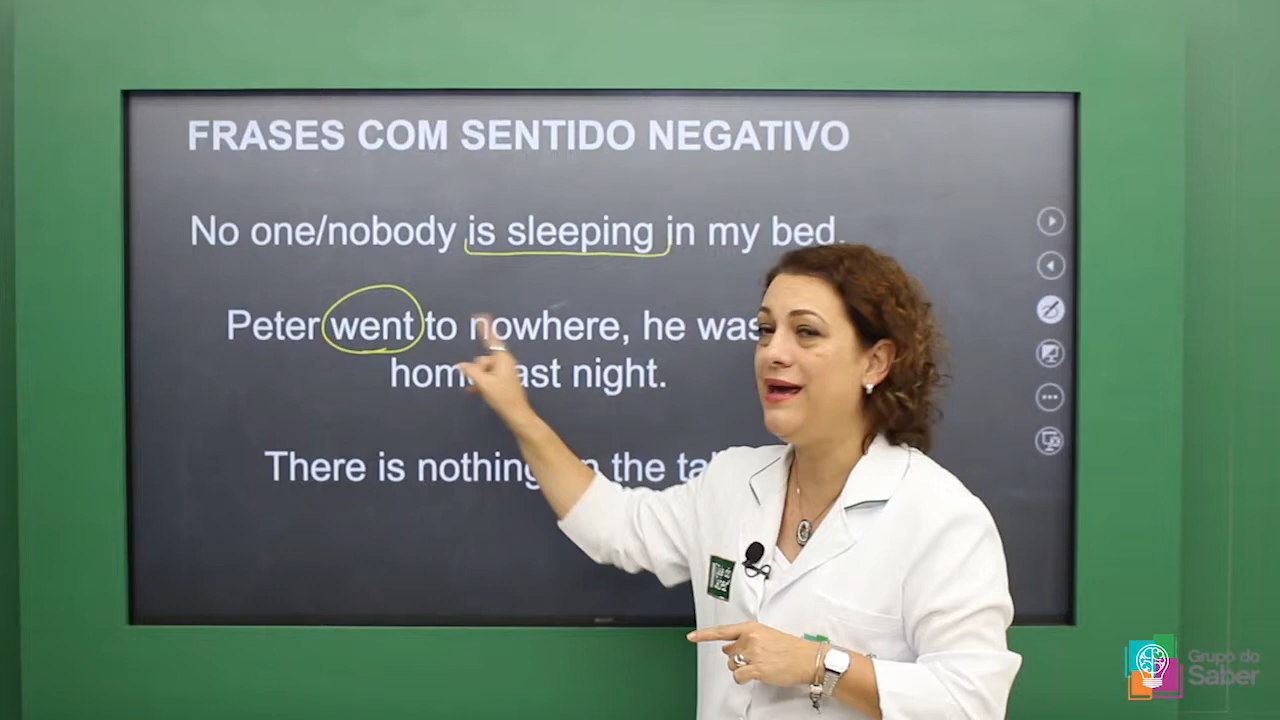 FRASES COM SENTIDO NEGATIVO
No one/nobody is sleeping in my bed.
Peter went to nowhere, he was
last night.
There is nothing the
Grupo do
Saber